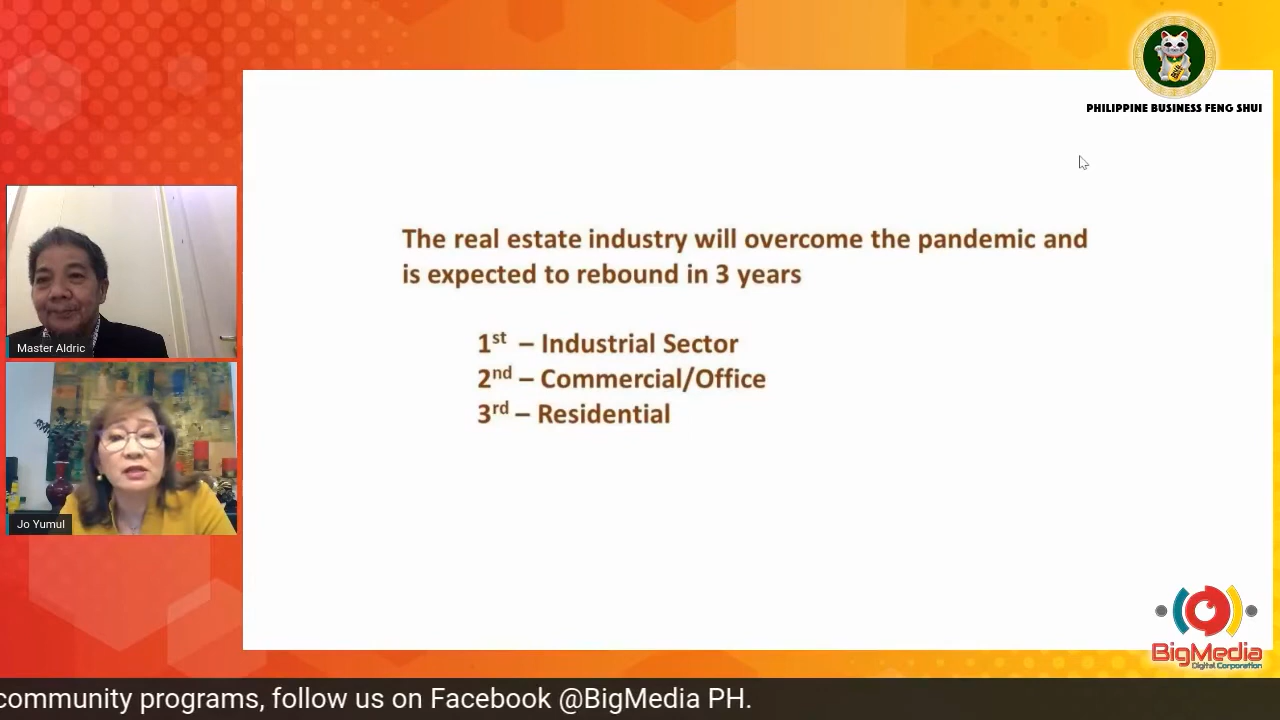 PHILIPPINE BUSINESS FENG SHUI
The real estate industry will overcome the pandemic and
is expected to rebound in 3 years
1st – Industrial Sector
2nd – Commercial/Office
3rd – Residential
Master Aldric
Jo Yumul
BigMedia
Digital Corporation
community programs, follow us on Facebook @BigMedia PH.